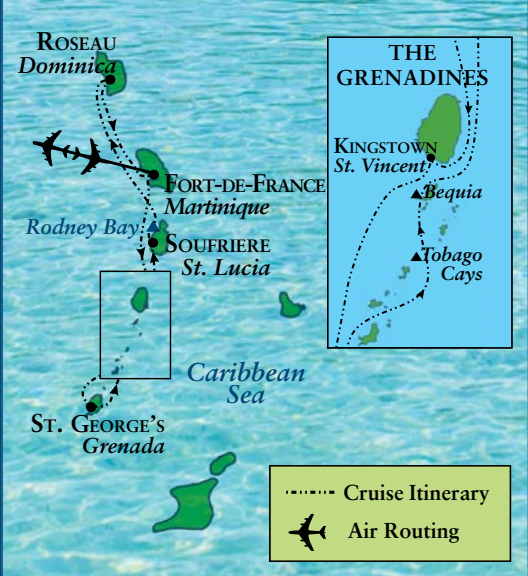 ROSEAU
Dominica
FORT-DE-FRANCE
Martinique
Rodney Bay
SOUFRIERE
St. Lucia
Caribbean
Sea
ST. GEORGE'S
Grenada
THE
GRENADINES
KINGSTOWN
St. Vincent
Bequia
Tobago
Cays
Cruise Itinerary
Air Routing